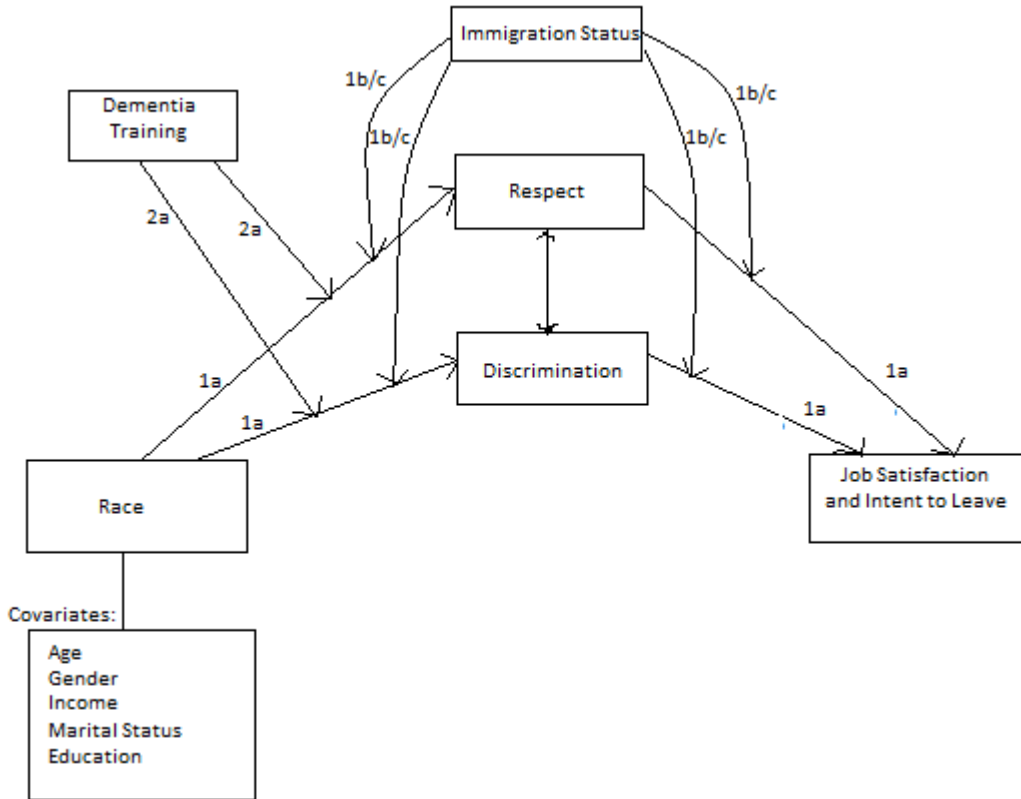 Immigration Status
1b/c
1b/c
1b/c
1b/c
Dementia
Training
2a
2a
Respect
1a
1a
Discrimination
1a
1a
Race
Job Satisfaction
and Intent to Leave
Covariates:
Age
Gender
Income
Marital Status
Education